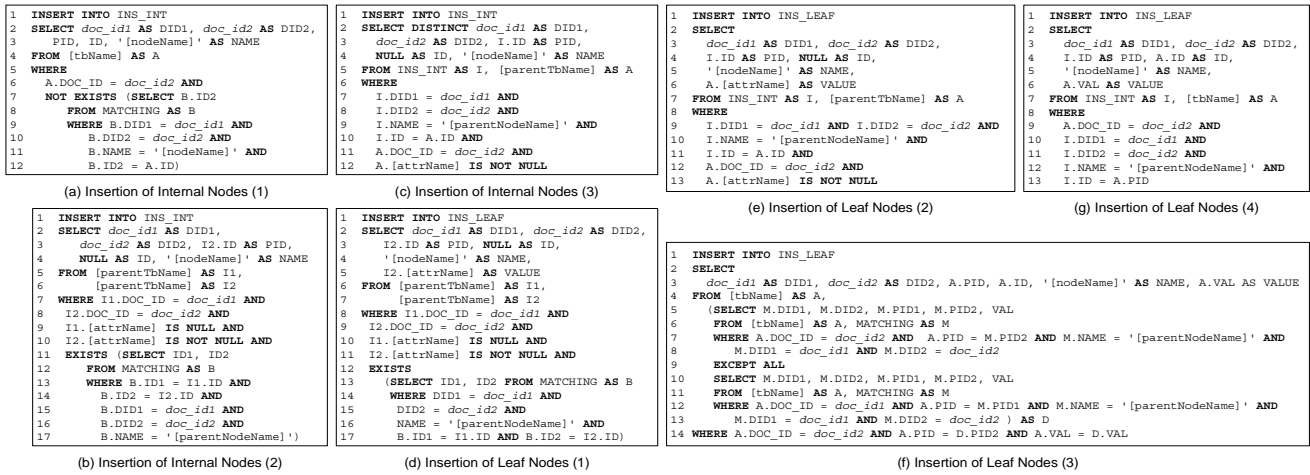 1 INSERT INTO INS_INT
2 SELECT doc_id1 AS DID1, doc_id2 AS DID2,
3 PID, ID, '[nodeName]' AS NAME
4 FROM [tbName] AS A
5 WHERE
6 A.DOC_ID = doc_id2 AND
7 NOT EXISTS (SELECT B.ID2
8 FROM MATCHING AS B
9 WHERE B.DID1 = doc_id1 AND
10 B.DID2 = doc_id2 AND
11 B.NAME = '[nodeName]' AND
12 B.ID2 = A.ID)
(a) Insertion of Internal Nodes (1)
1 INSERT INTO INS_INT
2 SELECT DISTINCT doc_id1 AS DID1,
3 doc_id2 AS DID2, I.ID AS PID,
4 NULL AS ID, '[nodeName]' AS NAME
5 FROM INS_INT AS I, [parentTbName] AS A
6 WHERE
7 I.DID1 = doc_id1 AND
8 I.DID2 = doc_id2 AND
9 I.NAME = '[parentNodeName]' AND
10 I.ID = A.ID AND
11 A.DOC_ID = doc_id2 AND
12 A.[attrName] IS NOT NULL
(c) Insertion of Internal Nodes (3)
1 INSERT INTO INS_LEAF
2 SELECT
3 doc_id1 AS DID1, doc_id2 AS DID2,
4 I.ID AS PID, NULL AS ID,
5 '[nodeName]' AS NAME,
6 A.[attrName] AS VALUE
7 FROM INS_INT AS I, [parentTbName] AS A
8 WHERE
9 I.DID1 = doc_id1 AND I.DID2 = doc_id2 AND
10 I.NAME = '[parentNodeName]' AND
11 I.ID = A.ID AND
12 A.DOC_ID = doc_id2 AND
13 A.[attrName] IS NOT NULL
(e) Insertion of Leaf Nodes (2)
1 INSERT INTO INS_LEAF
2 SELECT
3 doc_id1 AS DID1, doc_id2 AS DID2,
4 I.ID AS PID, A.ID AS ID,
5 '[nodeName]' AS NAME,
6 A.VAL AS VALUE
7 FROM INS_INT AS I, [tbName] AS A
8 WHERE
9 A.DOC_ID = doc_id2 AND
10 I.DID1 = doc_id1 AND
11 I.DID2 = doc_id2 AND
12 I.NAME = '[parentNodeName]' AND
13 I.ID = A.PID
(g) Insertion of Leaf Nodes (4)
1 INSERT INTO INS_INT
2 SELECT doc_id1 AS DID1,
3 doc_id2 AS DID2, I2.ID AS PID,
4 NULL AS ID, '[nodeName]' AS NAME
5 FROM [parentTbName] AS I1,
6 [parentTbName] AS I2
7 WHERE I1.DOC_ID = doc_id1 AND
8 I2.DOC_ID = doc_id2 AND
9 I1.[attrName] IS NULL AND
10 I2.[attrName] IS NOT NULL AND
11 EXISTS (SELECT ID1, ID2
12 FROM MATCHING AS B
13 WHERE B.ID1 = I1.ID AND
14 B.ID2 = I2.ID AND
15 B.DID1 = doc_id1 AND
16 B.DID2 = doc_id2 AND
17 B.NAME = '[parentNodeName]')
(b) Insertion of Internal Nodes (2)
1 INSERT INTO INS_LEAF
2 SELECT doc_id1 AS DID1, doc_id2 AS DID2,
3 I2.ID AS PID, NULL AS ID,
4 '[nodeName]' AS NAME,
5 I2.[attrName] AS VALUE
6 FROM [parentTbName] AS I1,
7 [parentTbName] AS I2
8 WHERE I1.DOC_ID = doc_id1 AND
9 I2.DOC_ID = doc_id2 AND
10 I1.[attrName] IS NULL AND
11 I2.[attrName] IS NOT NULL AND
12 EXISTS
13 (SELECT ID1, ID2 FROM MATCHING AS B
14 WHERE DID1 = doc_id1 AND
15 DID2 = doc_id2 AND
16 NAME = '[parentNodeName]' AND
17 B.ID1 = I1.ID AND B.ID2 = I2.ID)
(d) Insertion of Leaf Nodes (1)
1 INSERT INTO INS_LEAF
2 SELECT
3 doc_id1 AS DID1, doc_id2 AS DID2, A.PID, A.ID, '[nodeName]' AS NAME, A.VAL AS VALUE
4 FROM [tbName] AS A,
5 (SELECT M.DID1, M.DID2, M.PID1, M.PID2, VAL
6 FROM [tbName] AS A, MATCHING AS M
7 WHERE A.DOC_ID = doc_id2 AND A.PID = M.PID2 AND M.NAME = '[parentNodeName]' AND
8 M.DID1 = doc_id1 AND M.DID2 = doc_id2
9 EXCEPT ALL
10 SELECT M.DID1, M.DID2, M.PID1, M.PID2, VAL
11 FROM [tbName] AS A, MATCHING AS M
12 WHERE A.DOC_ID = doc_id1 AND A.PID = M.PID1 AND M.NAME = '[parentNodeName]' AND
13 M.DID1 = doc_id1 AND M.DID2 = doc_id2 ) AS D
14 WHERE A.DOC_ID = doc_id2 AND A.PID = D.PID2 AND A.VAL = D.VAL
(f) Insertion of Leaf Nodes (3)